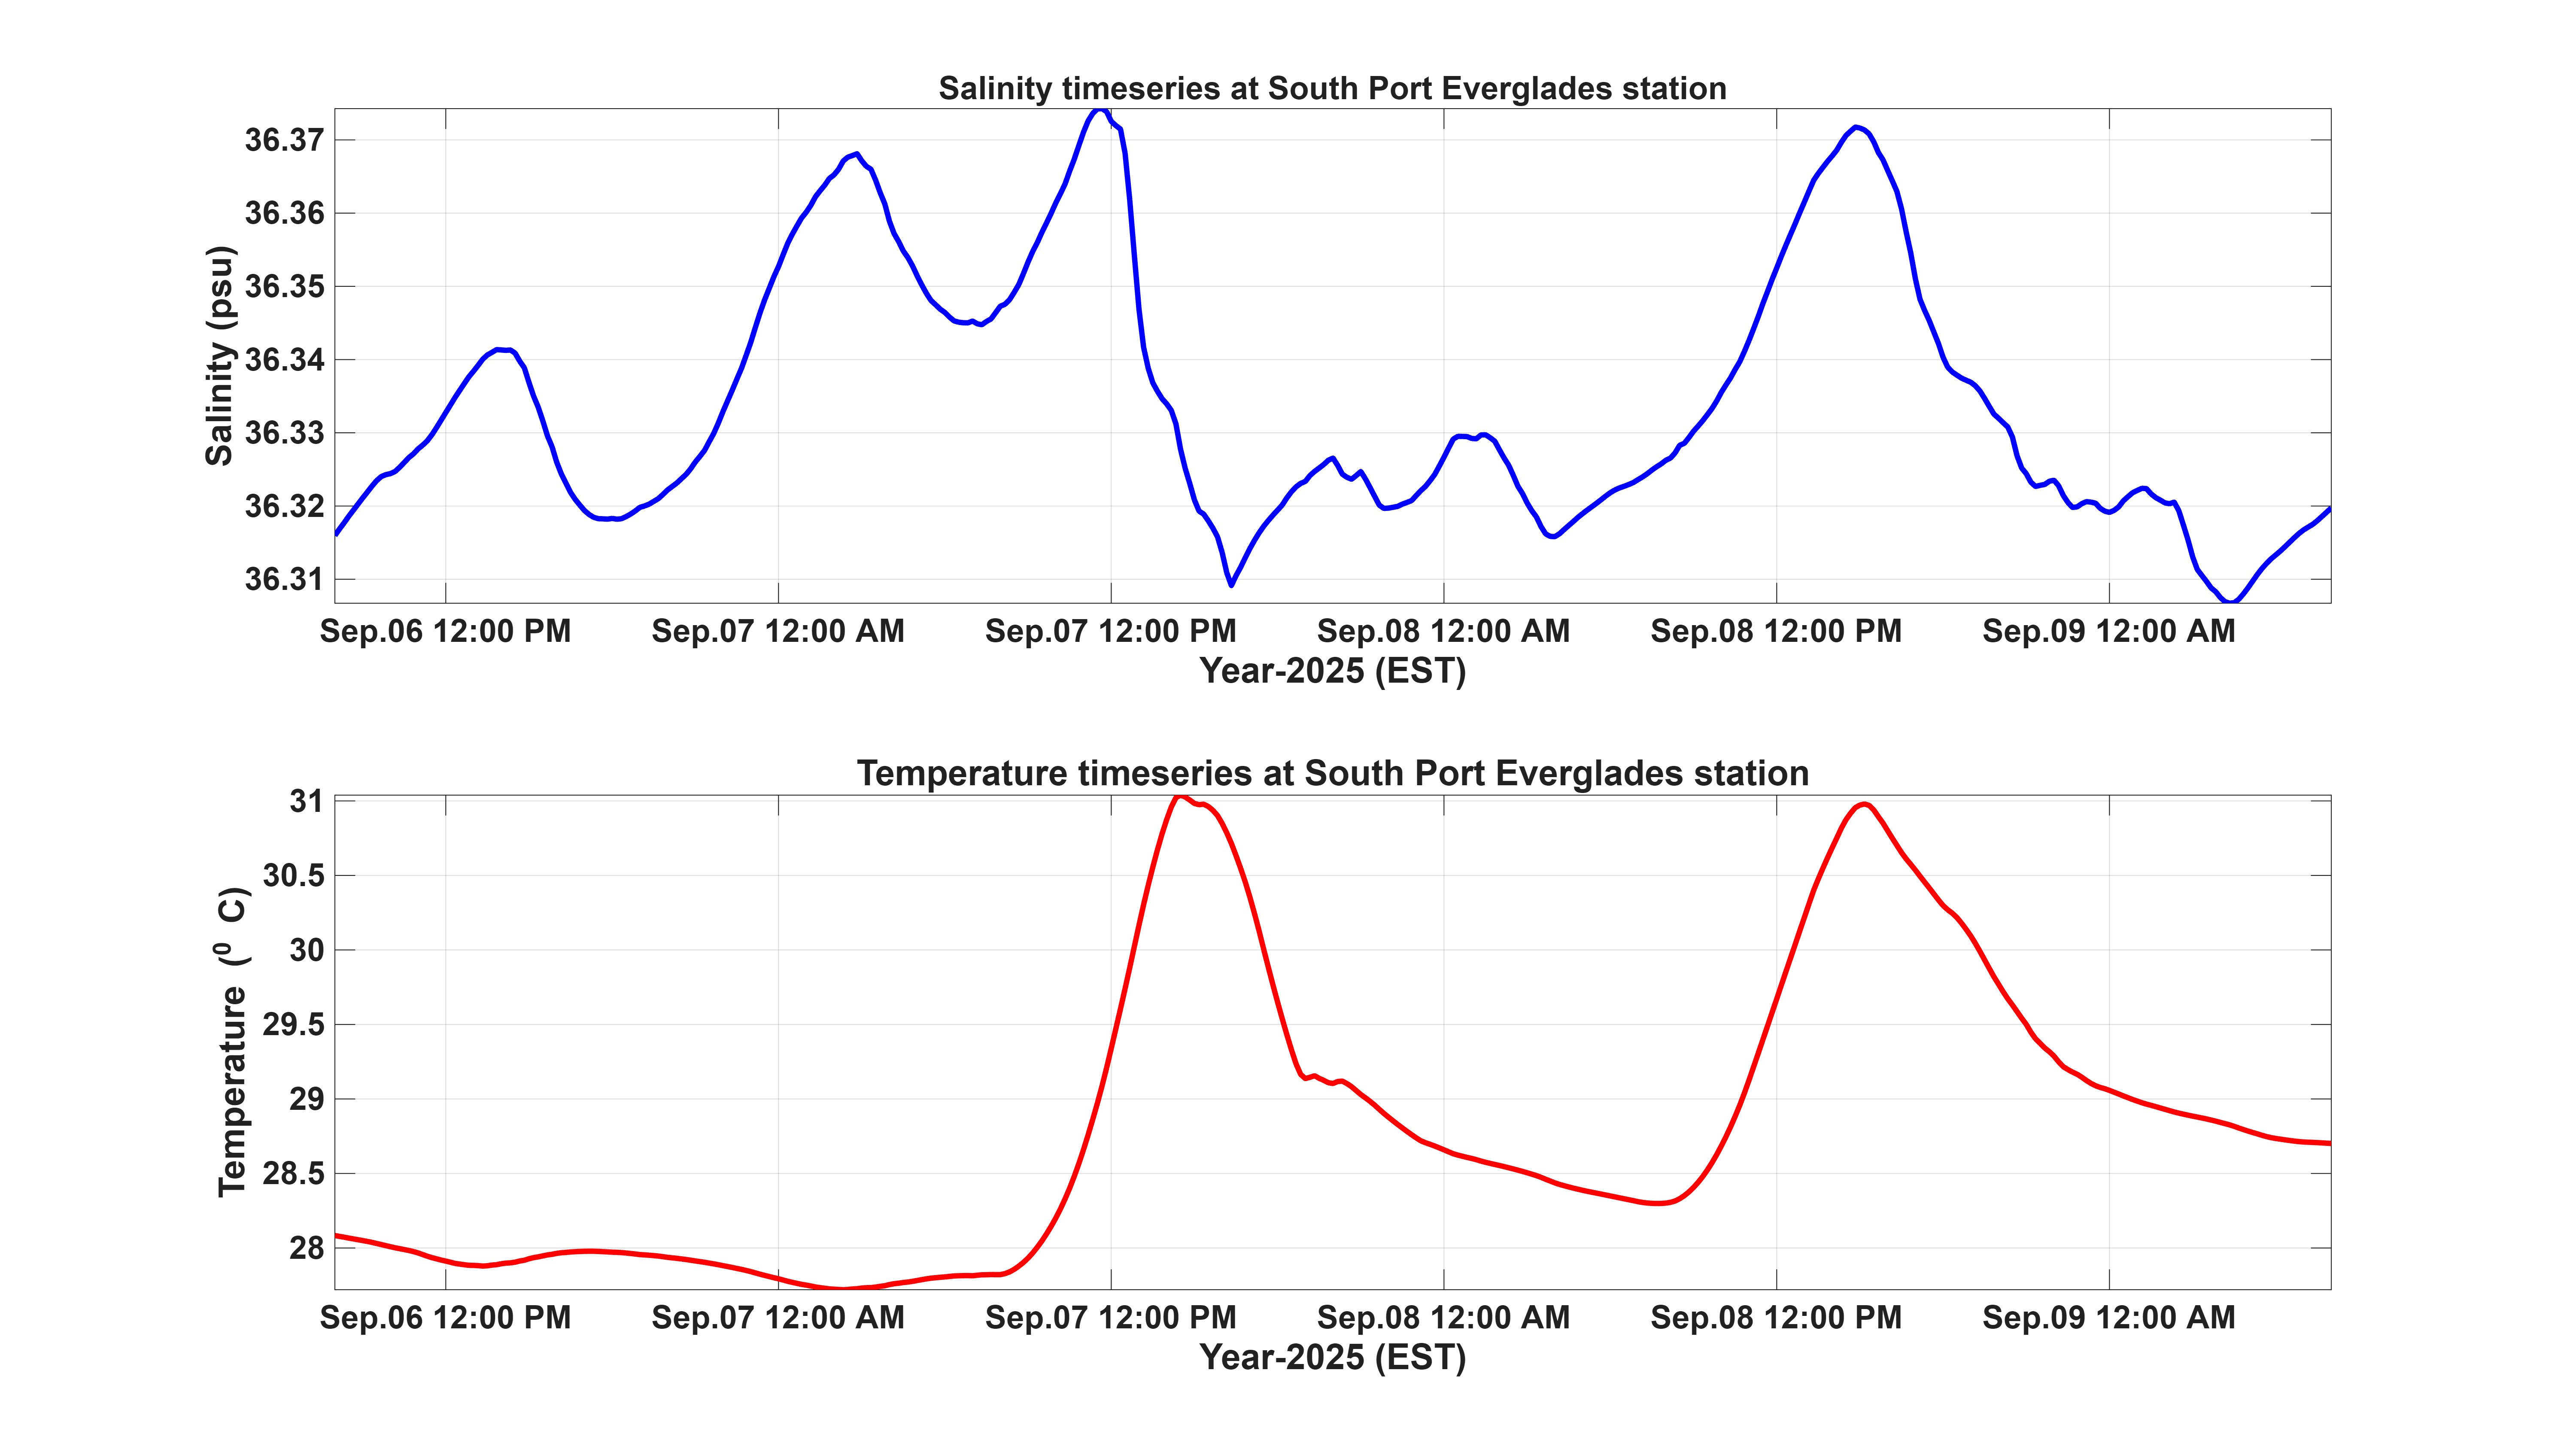 Salinity timeseries at South Port Everglades station
Salinity (psu)
36.37
36.36
36.35
36.34
36.33
36.32
36.31
Sep.06 12:00 PM Sep.07 12:00 AM Sep.07 12:00 PM Sep.08 12:00 AM Sep.08 12:00 PM Sep.09 12:00 AM
Year-2025 (EST)
Temperature timeseries at South Port Everglades station
Temperature (⁰ C)
31
30.5
30
29.5
29
28.5
28
Sep.06 12:00 PM Sep.07 12:00 AM Sep.07 12:00 PM Sep.08 12:00 AM Sep.08 12:00 PM Sep.09 12:00 AM
Year-2025 (EST)